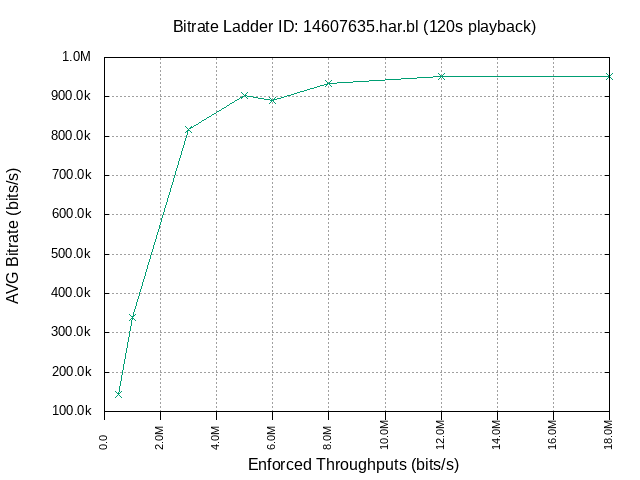 Bitrate Ladder ID: 14607635.har.bl (120s playback)
1.0M
900.0k
800.0k
700.0k
600.0k
500.0k
400.0k
300.0k
200.0k
100.0k
AVG Bitrate (bits/s)
0.0
2.0M
4.0M
6.0M
8.0M
10.0M
12.0M
14.0M
16.0M
18.0M
Enforced Throughputs (bits/s)